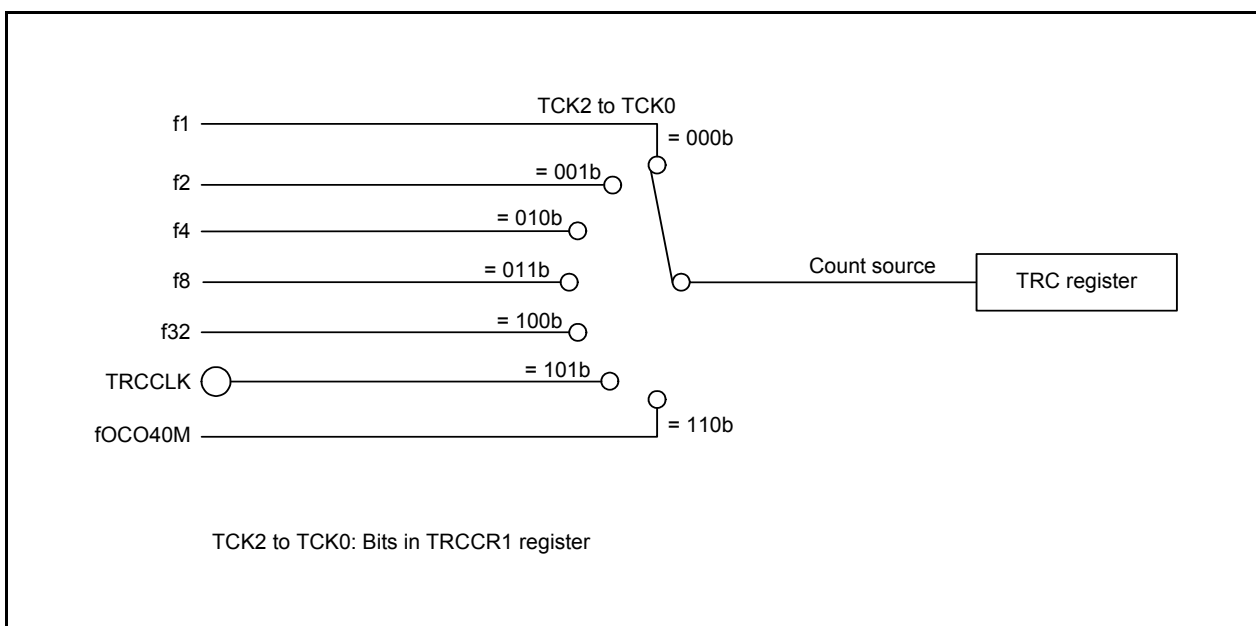 TCK2 to TCK0
f1
= 000b
f2
= 001b
f4
= 010b
f8
= 011b
Count source
TRC register
f32
= 100b
TRCCLK
= 101b
fOCO40M
= 110b
TCK2 to TCK0: Bits in TRCCR1 register